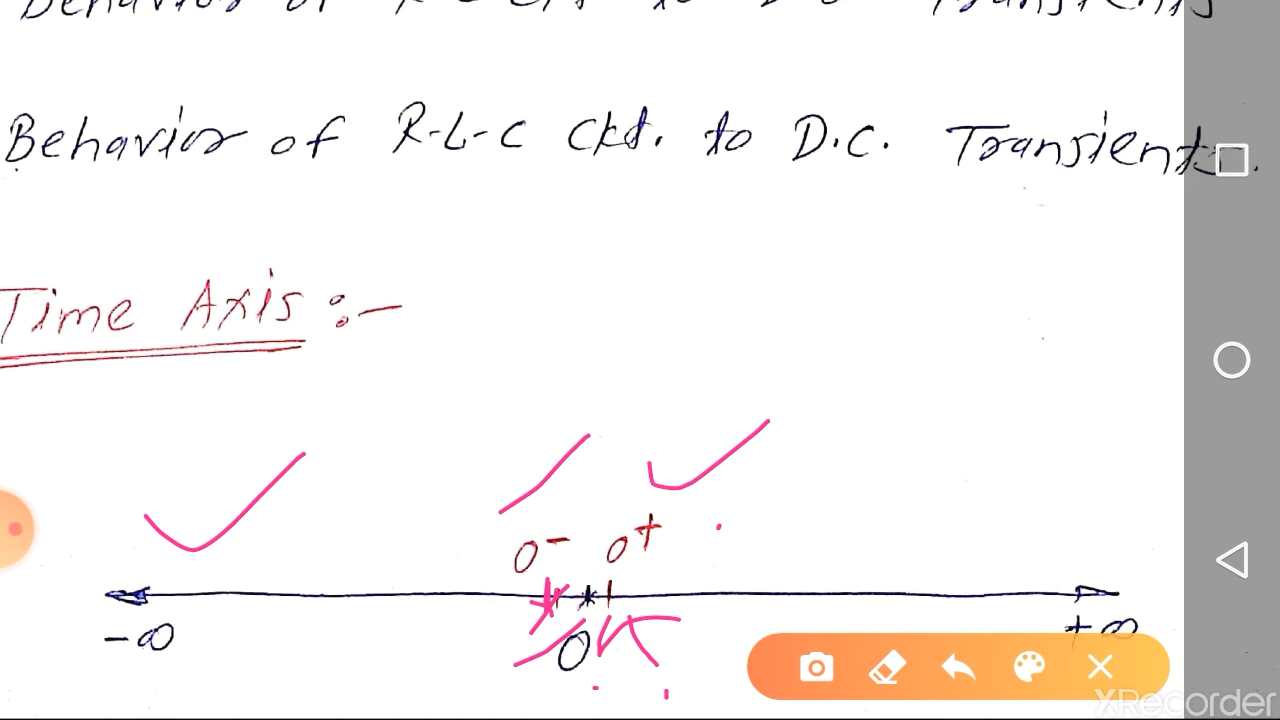 Behavior of R-L-C Ckt. to D.C. Transients.
Time Axis :-
0- 0+
-∞ 0 +∞
XRecorder